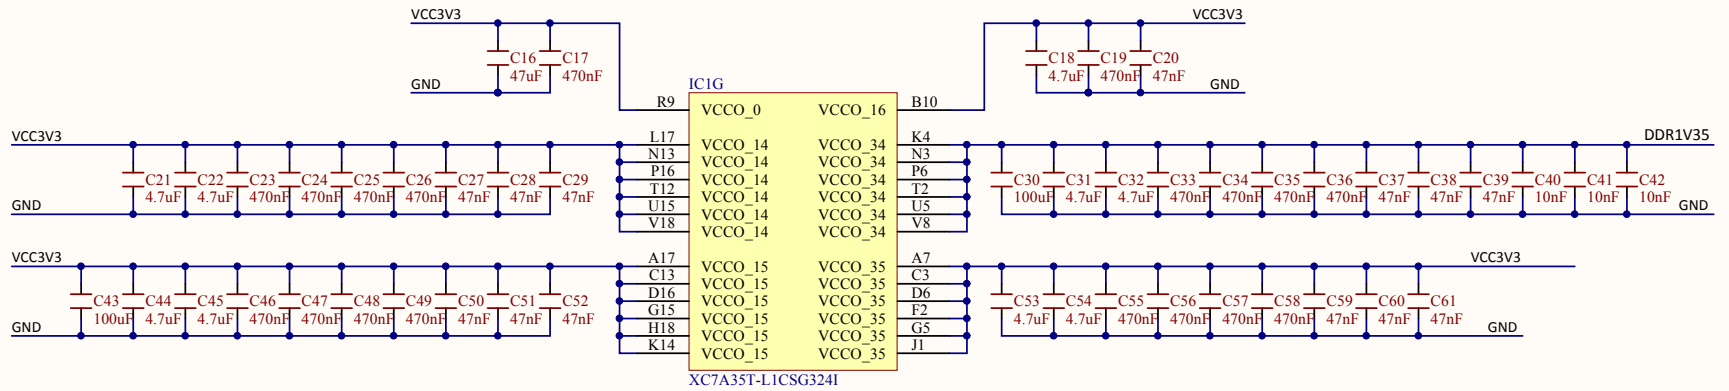 VCC3V3
C16 C17
47uF 470nF
GND
VCC3V3
C18 C19 C20
4.7uF 470nF 47nF
GND
IC1G
R9 VCCO_0 VCCO_16 B10
VCC3V3
L17 VCCO_14 VCCO_34 K4
N13 VCCO_14 VCCO_34 N3
P16 VCCO_14 VCCO_34 P6
T12 VCCO_14 VCCO_34 T2
U15 VCCO_14 VCCO_34 U5
V18 VCCO_14 VCCO_34 V8
C21 C22 C23 C24 C25 C26 C27 C28 C29
4.7uF 4.7uF 470nF 470nF 470nF 470nF 47nF 47nF 47nF
GND
DDR1V35
C30 C31 C32 C33 C34 C35 C36 C37 C38 C39 C40 C41 C42
100uF 4.7uF 4.7uF 470nF 470nF 470nF 470nF 47nF 47nF 47nF 10nF 10nF 10nF
GND
VCC3V3
A17 VCCO_15 VCCO_35 A7
C13 VCCO_15 VCCO_35 C3
D16 VCCO_15 VCCO_35 D6
G15 VCCO_15 VCCO_35 F2
H18 VCCO_15 VCCO_35 G5
K14 VCCO_15 VCCO_35 J1
C43 C44 C45 C46 C47 C48 C49 C50 C51 C52
100uF 4.7uF 4.7uF 470nF 470nF 470nF 470nF 47nF 47nF 47nF
GND
VCC3V3
C53 C54 C55 C56 C57 C58 C59 C60 C61
4.7uF 4.7uF 470nF 470nF 470nF 470nF 47nF 47nF 47nF
GND
XC7A35T-L1CSG324I